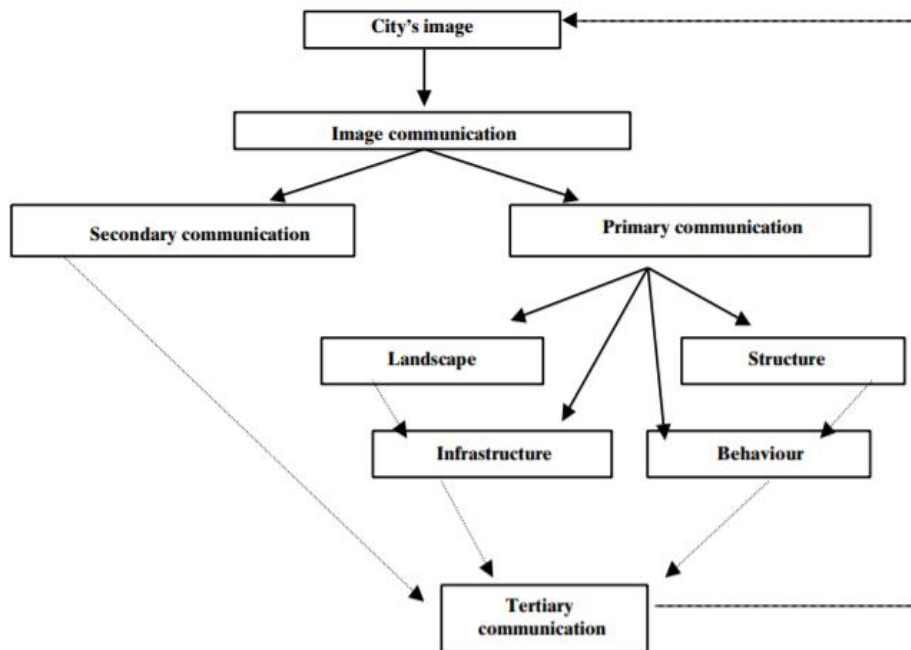 City's image
Image communication
Secondary communication
Primary communication
Landscape
Structure
Infrastructure
Behaviour
Tertiary
communication